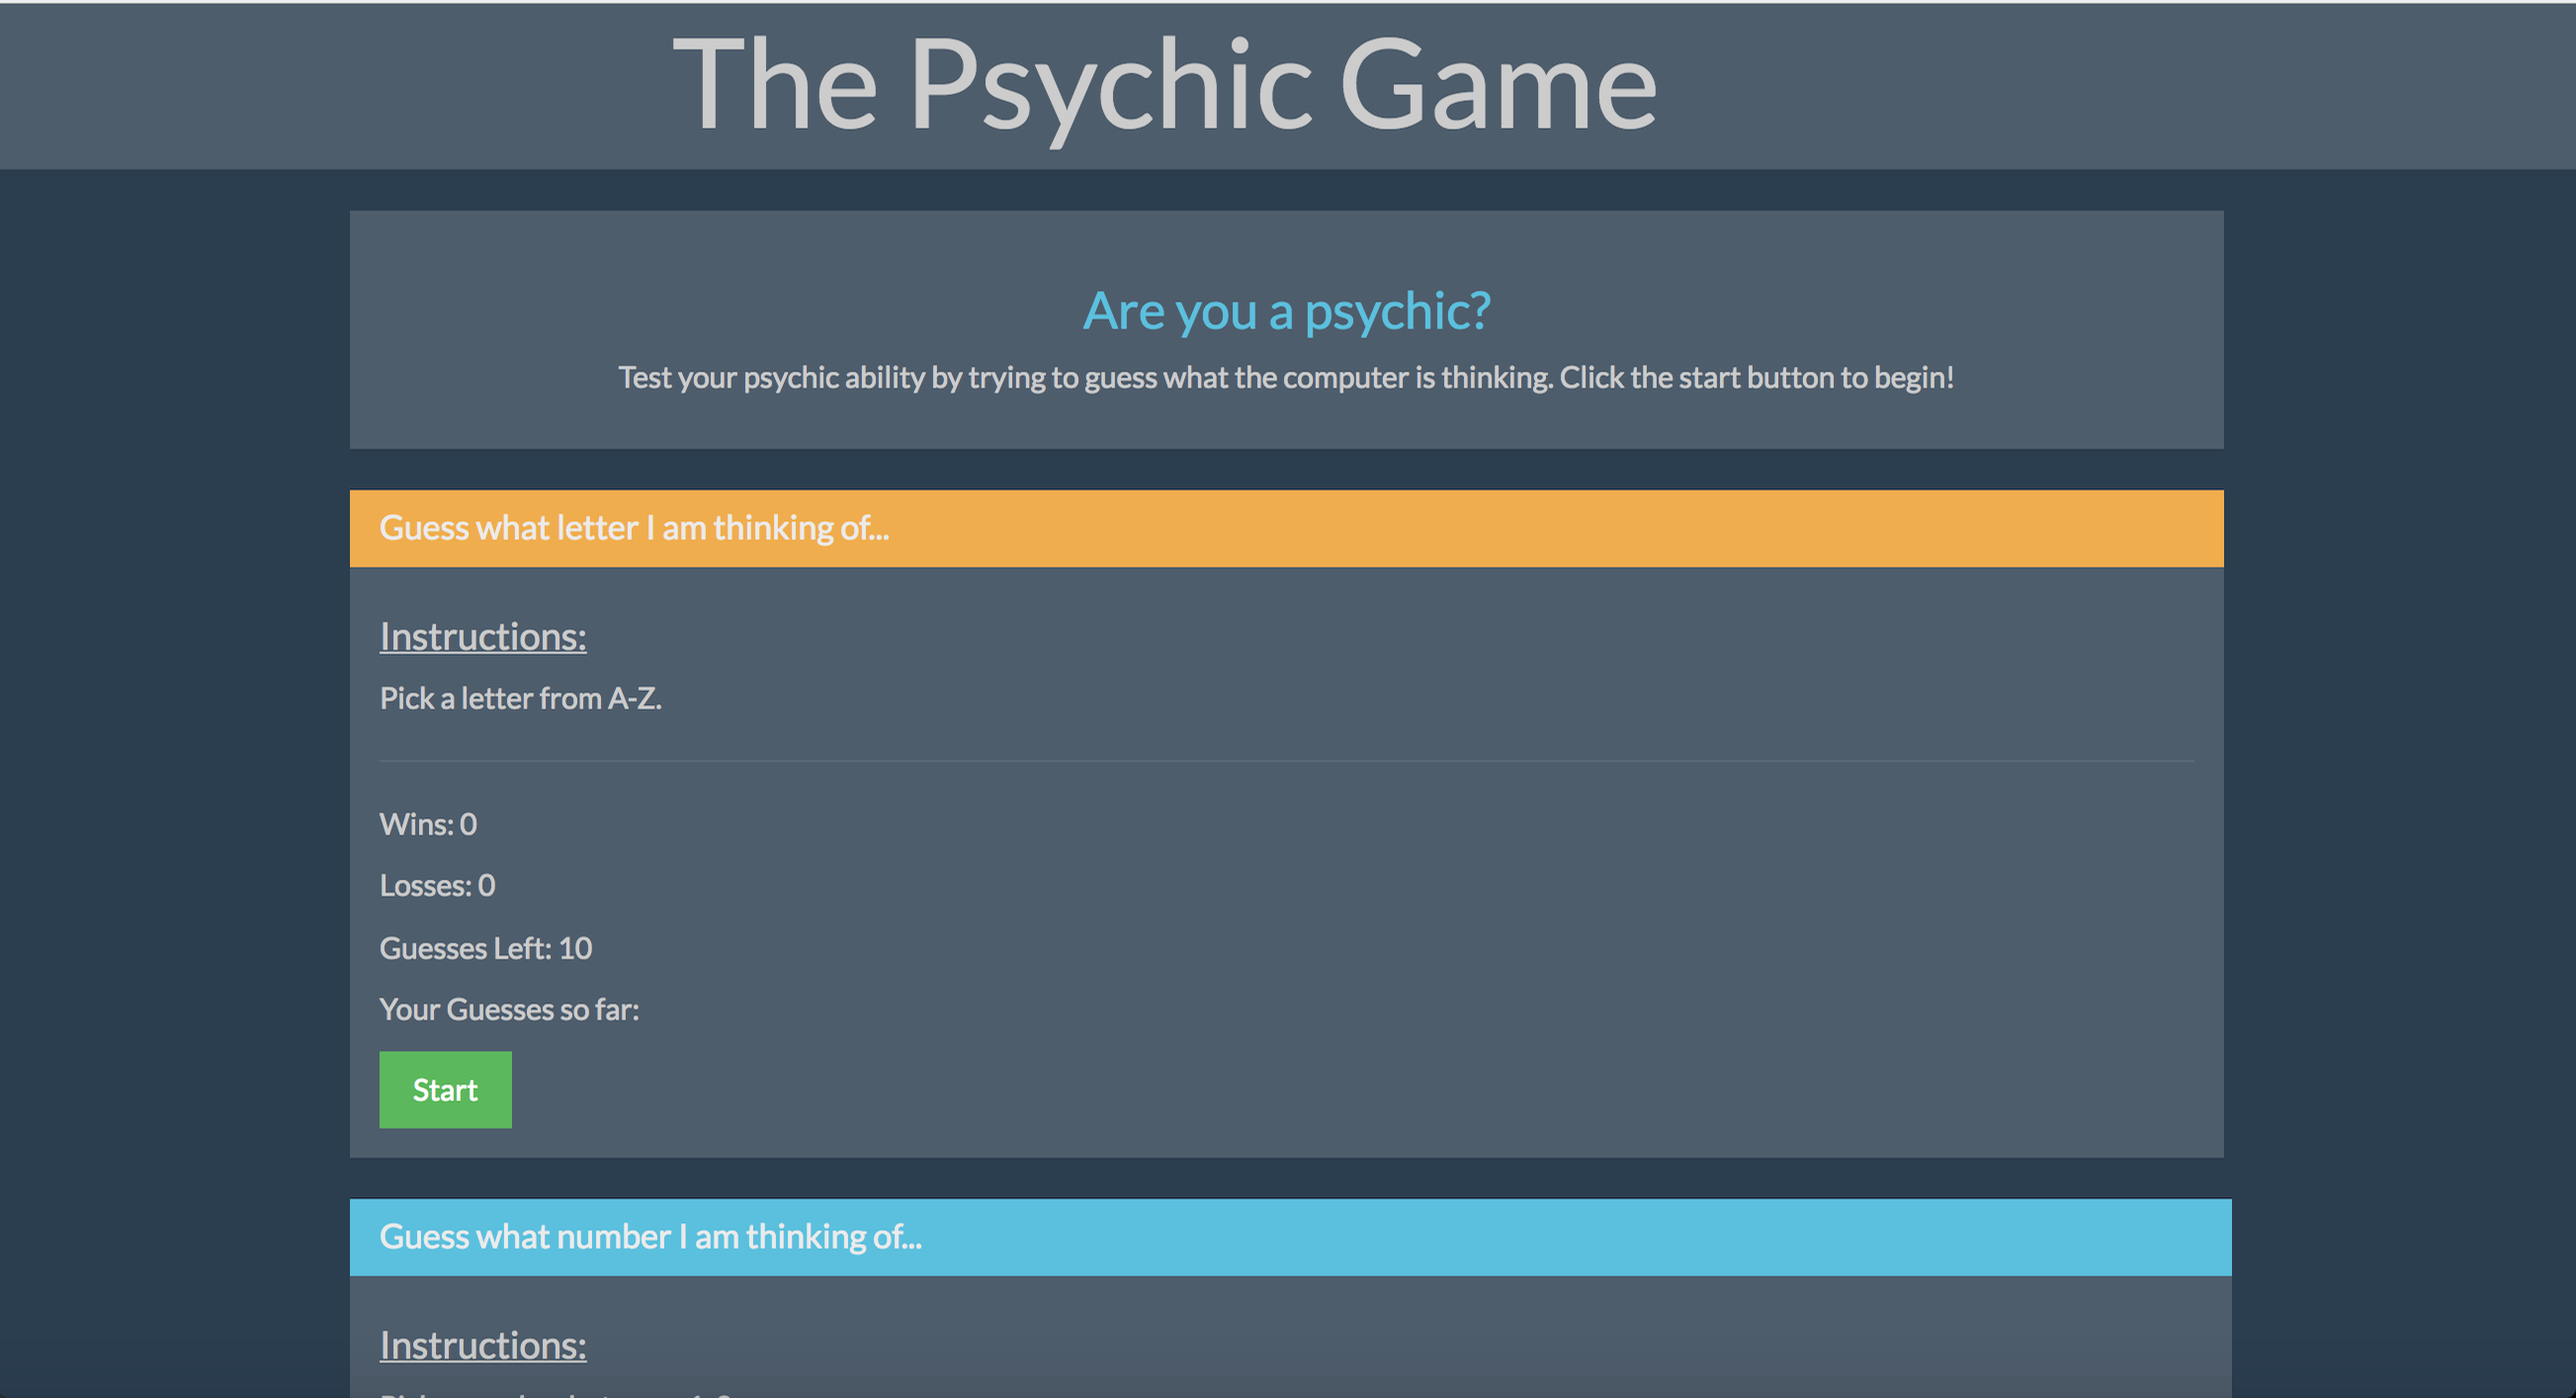 The Psychic Game
Are you a psychic?
Test your psychic ability by trying to guess what the computer is thinking. Click the start button to begin!
Guess what letter I am thinking of...
Instructions:
Pick a letter from A-Z.
Wins: 0
Losses: 0
Guesses Left: 10
Your Guesses so far:
Start
Guess what number I am thinking of...
Instructions: